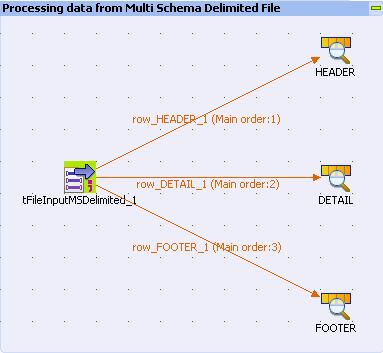 Processing data from Multi Schema Delimited File
HEADER
row_HEADER_1 (Main order:1)
row_DETAIL_1 (Main order:2)
tFileInputMSDelimited_1
DETAIL
row_FOOTER_1 (Main order:3)
FOOTER